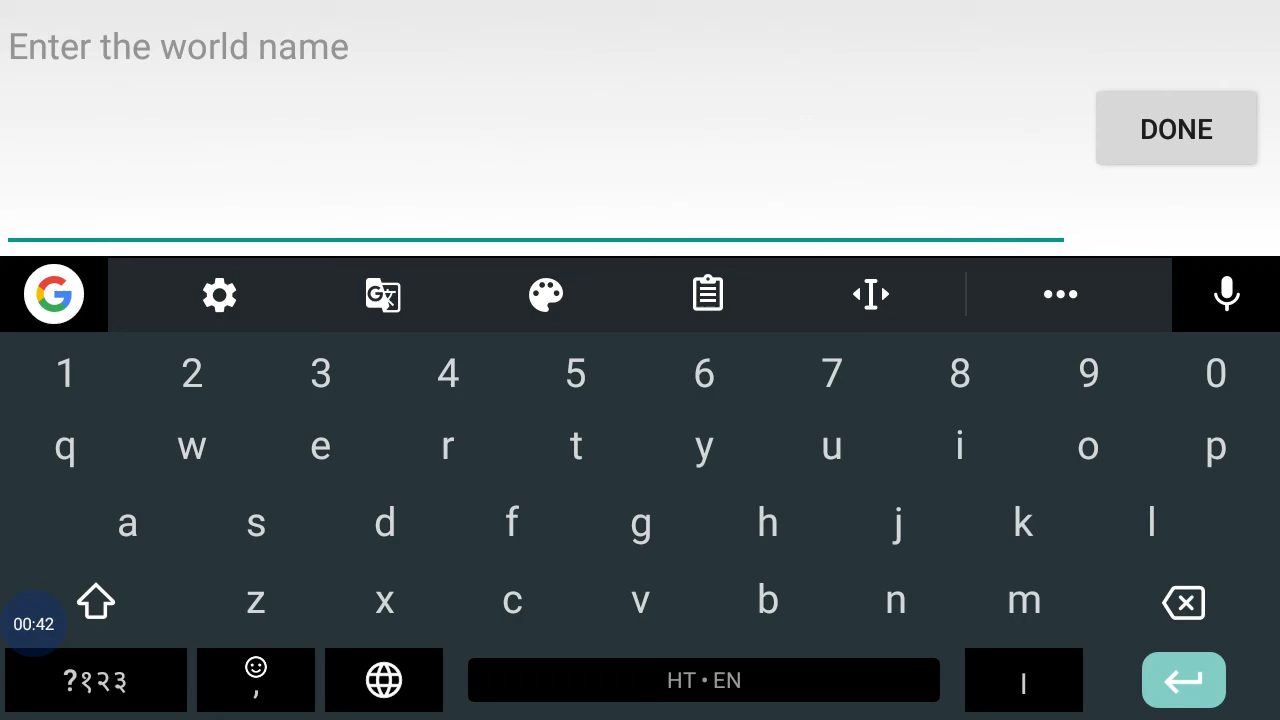 Enter the world name
DONE
1 2 3 4 5 6 7 8 9 0
q w e r t y u i o p
a s d f g h j k l
z x c v b n m
00:42
?१२३ , HT • EN ।